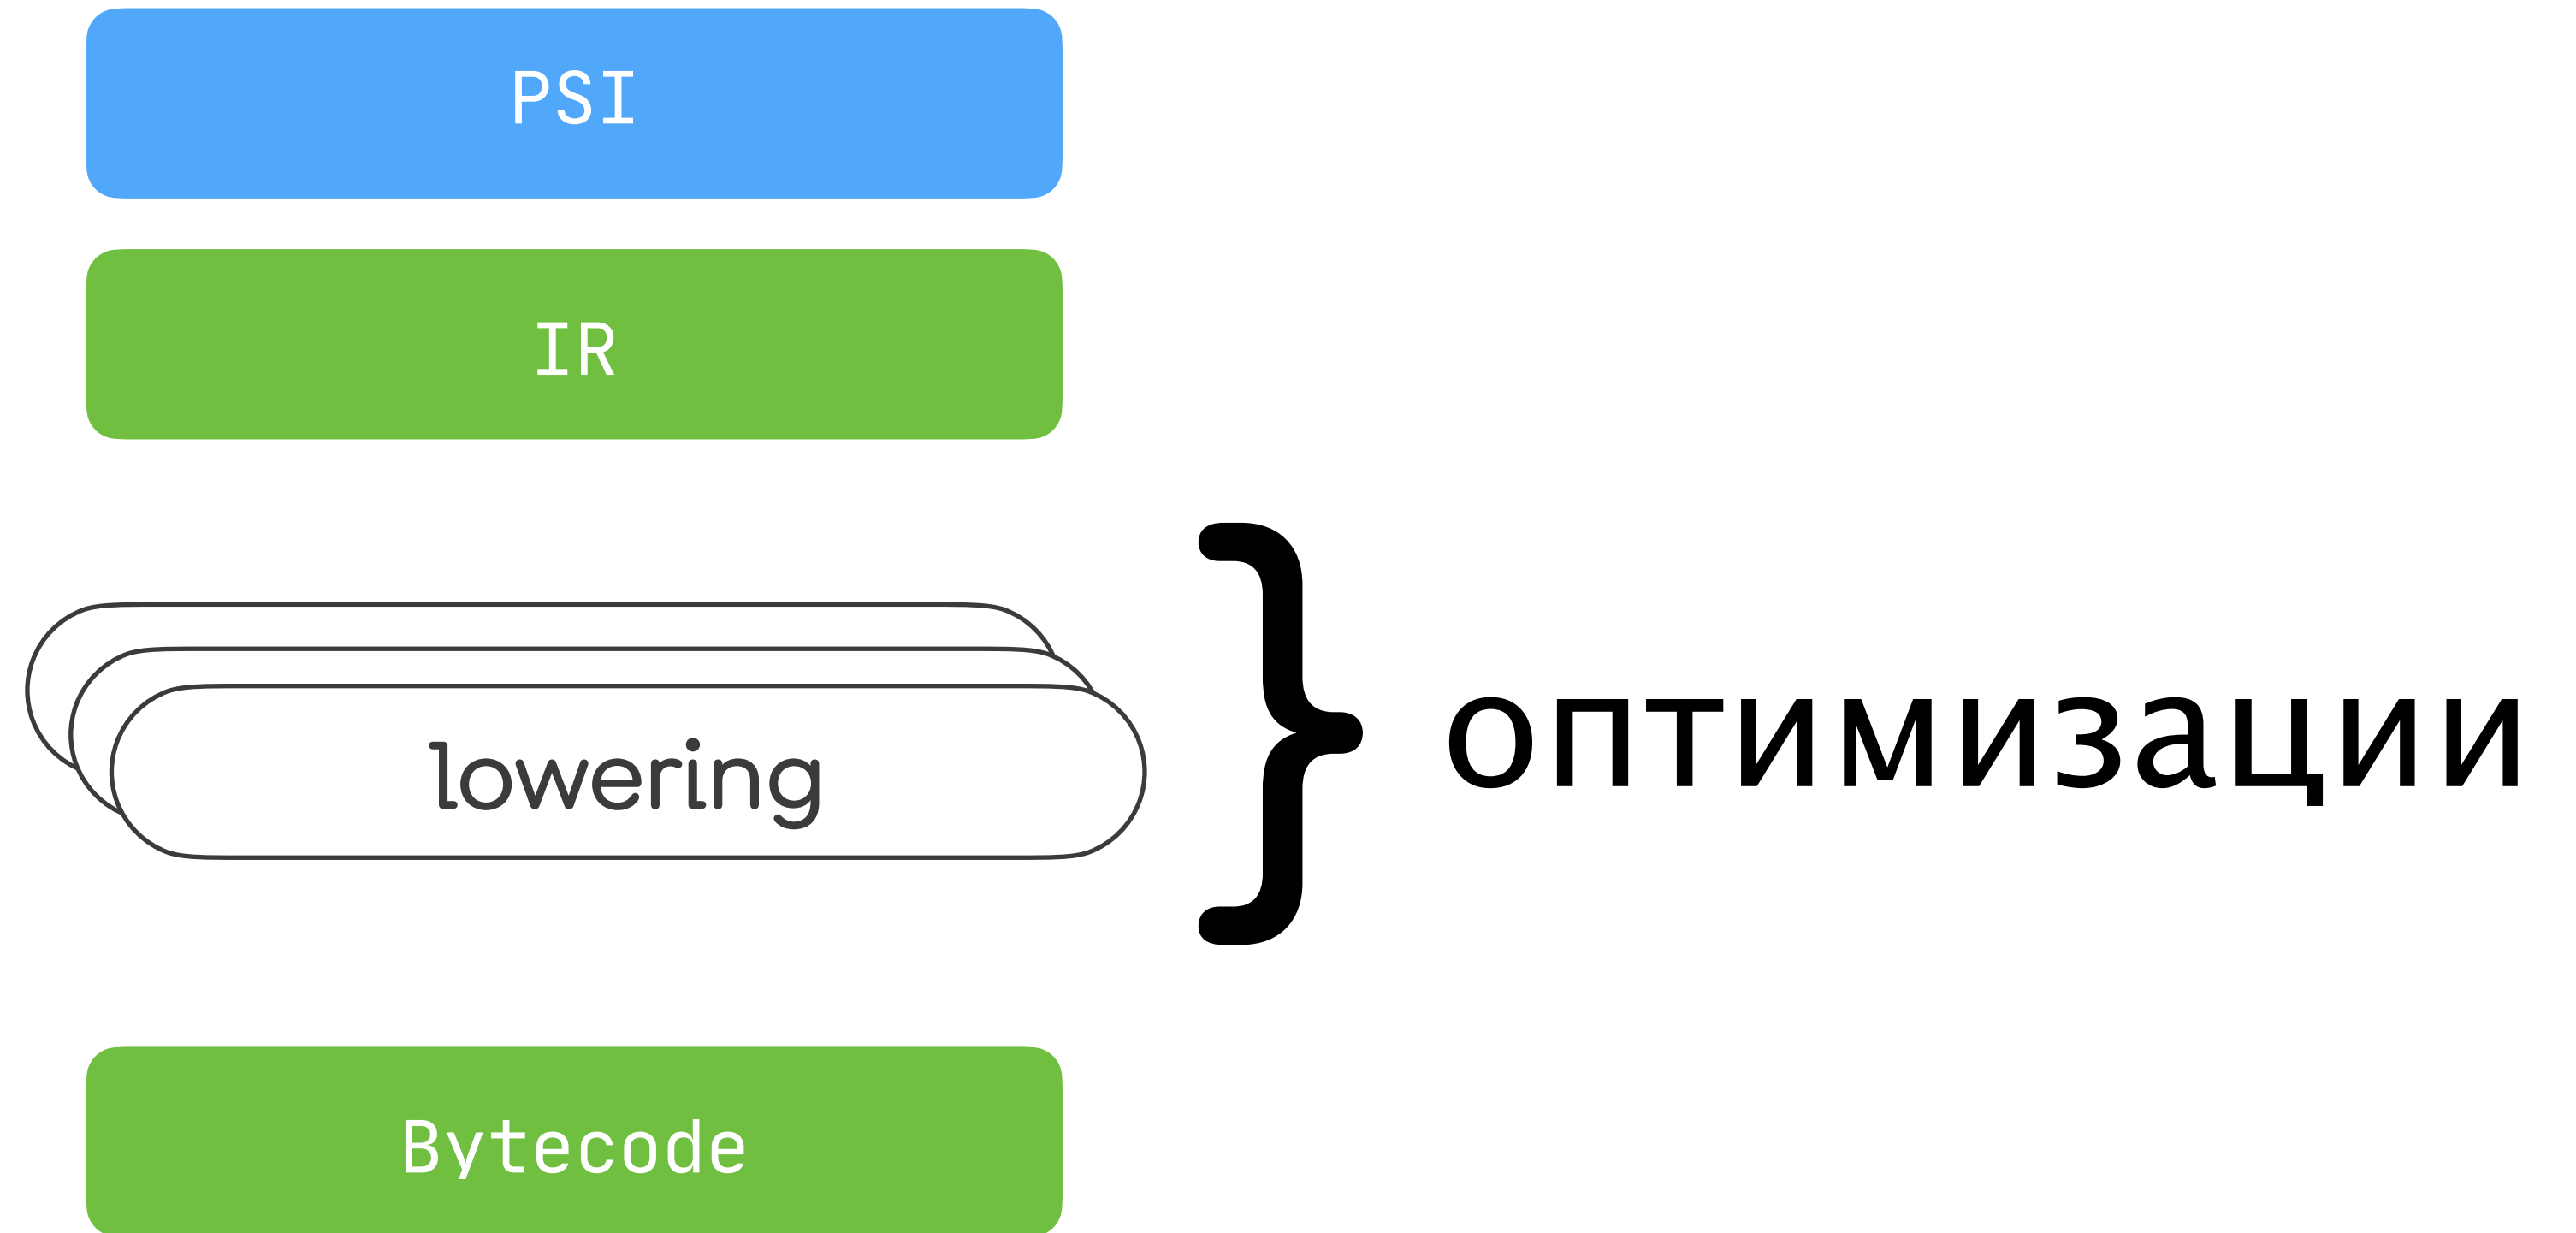 PSI
IR
lowering
} оптимизации
Bytecode